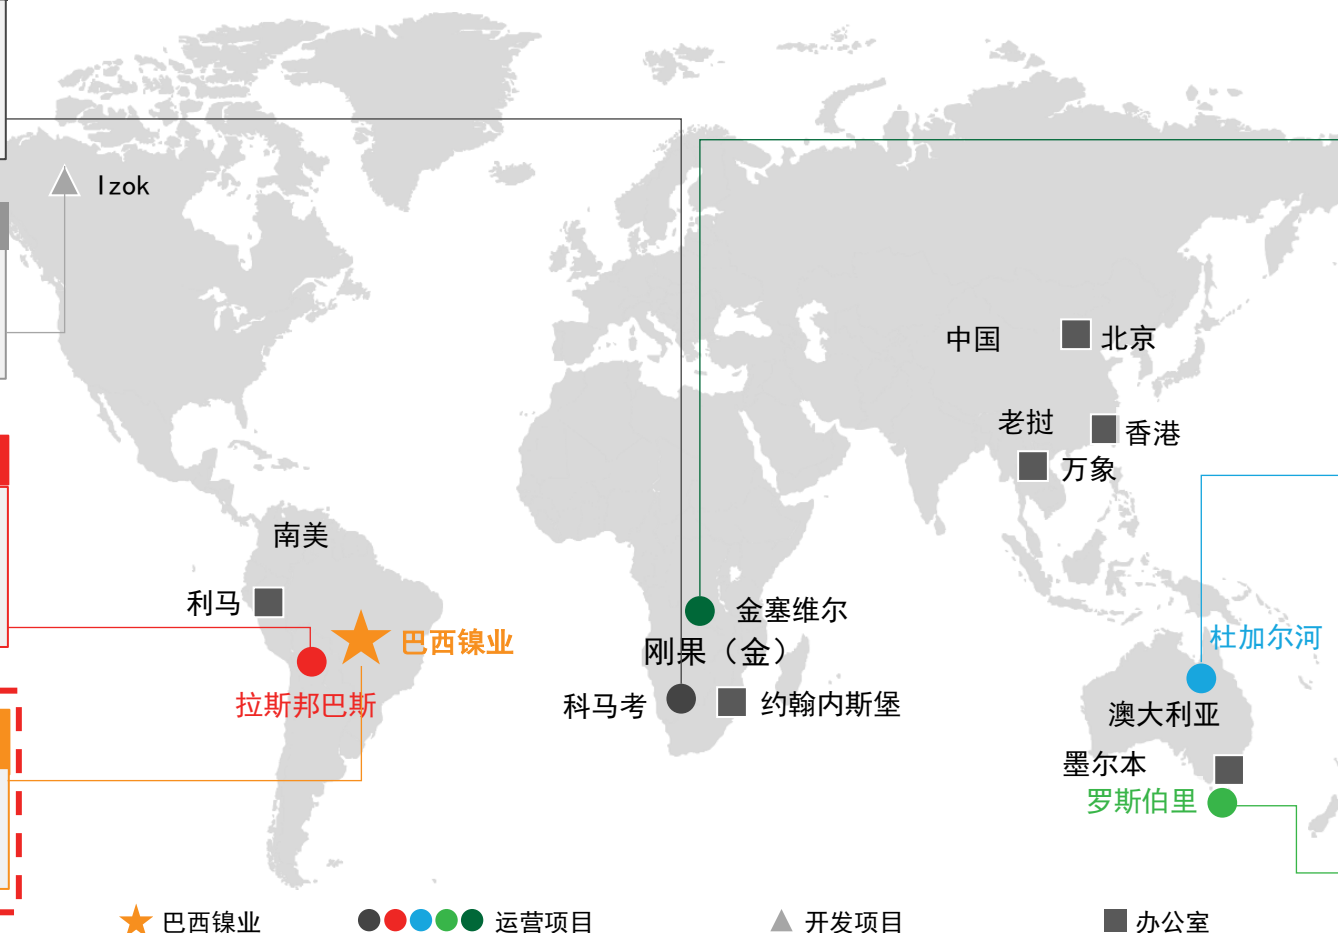 Izok
中国
北京
老挝
香港
万象
南美
利马
金塞维尔
巴西镍业
杜加尔河
刚果（金）
拉斯邦巴斯
科马考
约翰内斯堡
澳大利亚
墨尔本
罗斯伯里
巴西镍业
运营项目
开发项目
办公室